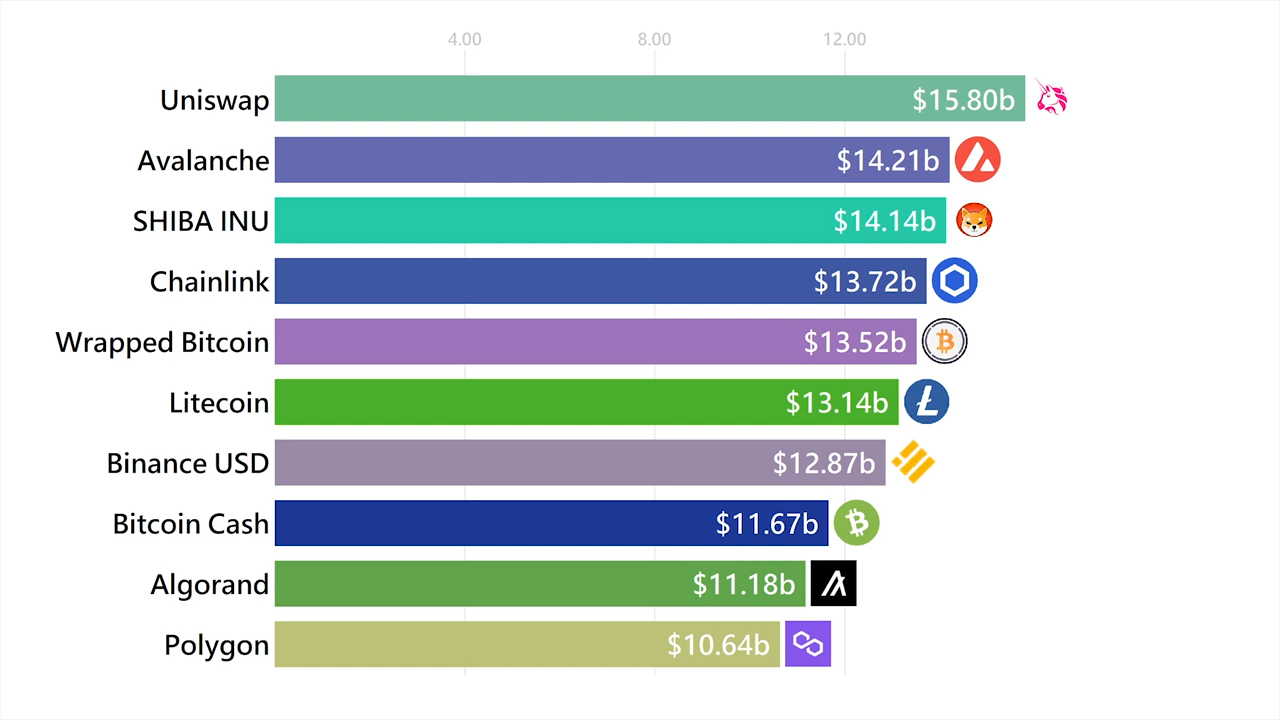 4.00 8.00 12.00
Uniswap $15.80b
Avalanche $14.21b
SHIBA INU $14.14b
Chainlink $13.72b
Wrapped Bitcoin $13.52b
Litecoin $13.14b
Binance USD $12.87b
Bitcoin Cash $11.67b
Algorand $11.18b
Polygon $10.64b